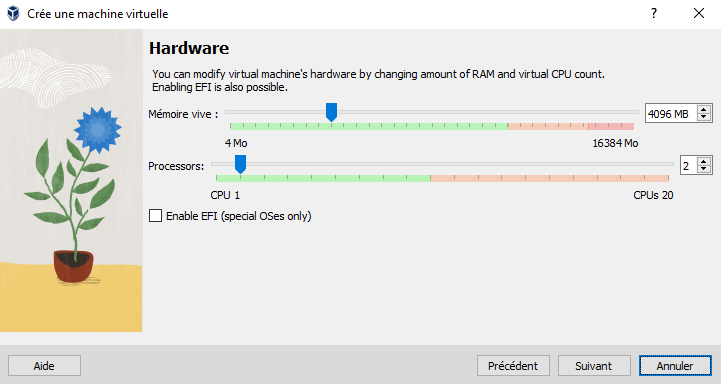 Crée une machine virtuelle
Hardware
You can modify virtual machine's hardware by changing amount of RAM and virtual CPU count.
Enabling EFI is also possible.
Mémoire vive : 4096 MB
4 Mo 16384 Mo
Processors: 2
CPU 1 CPUs 20
Enable EFI (special OSes only)
Aide Précédent Suivant Annuler